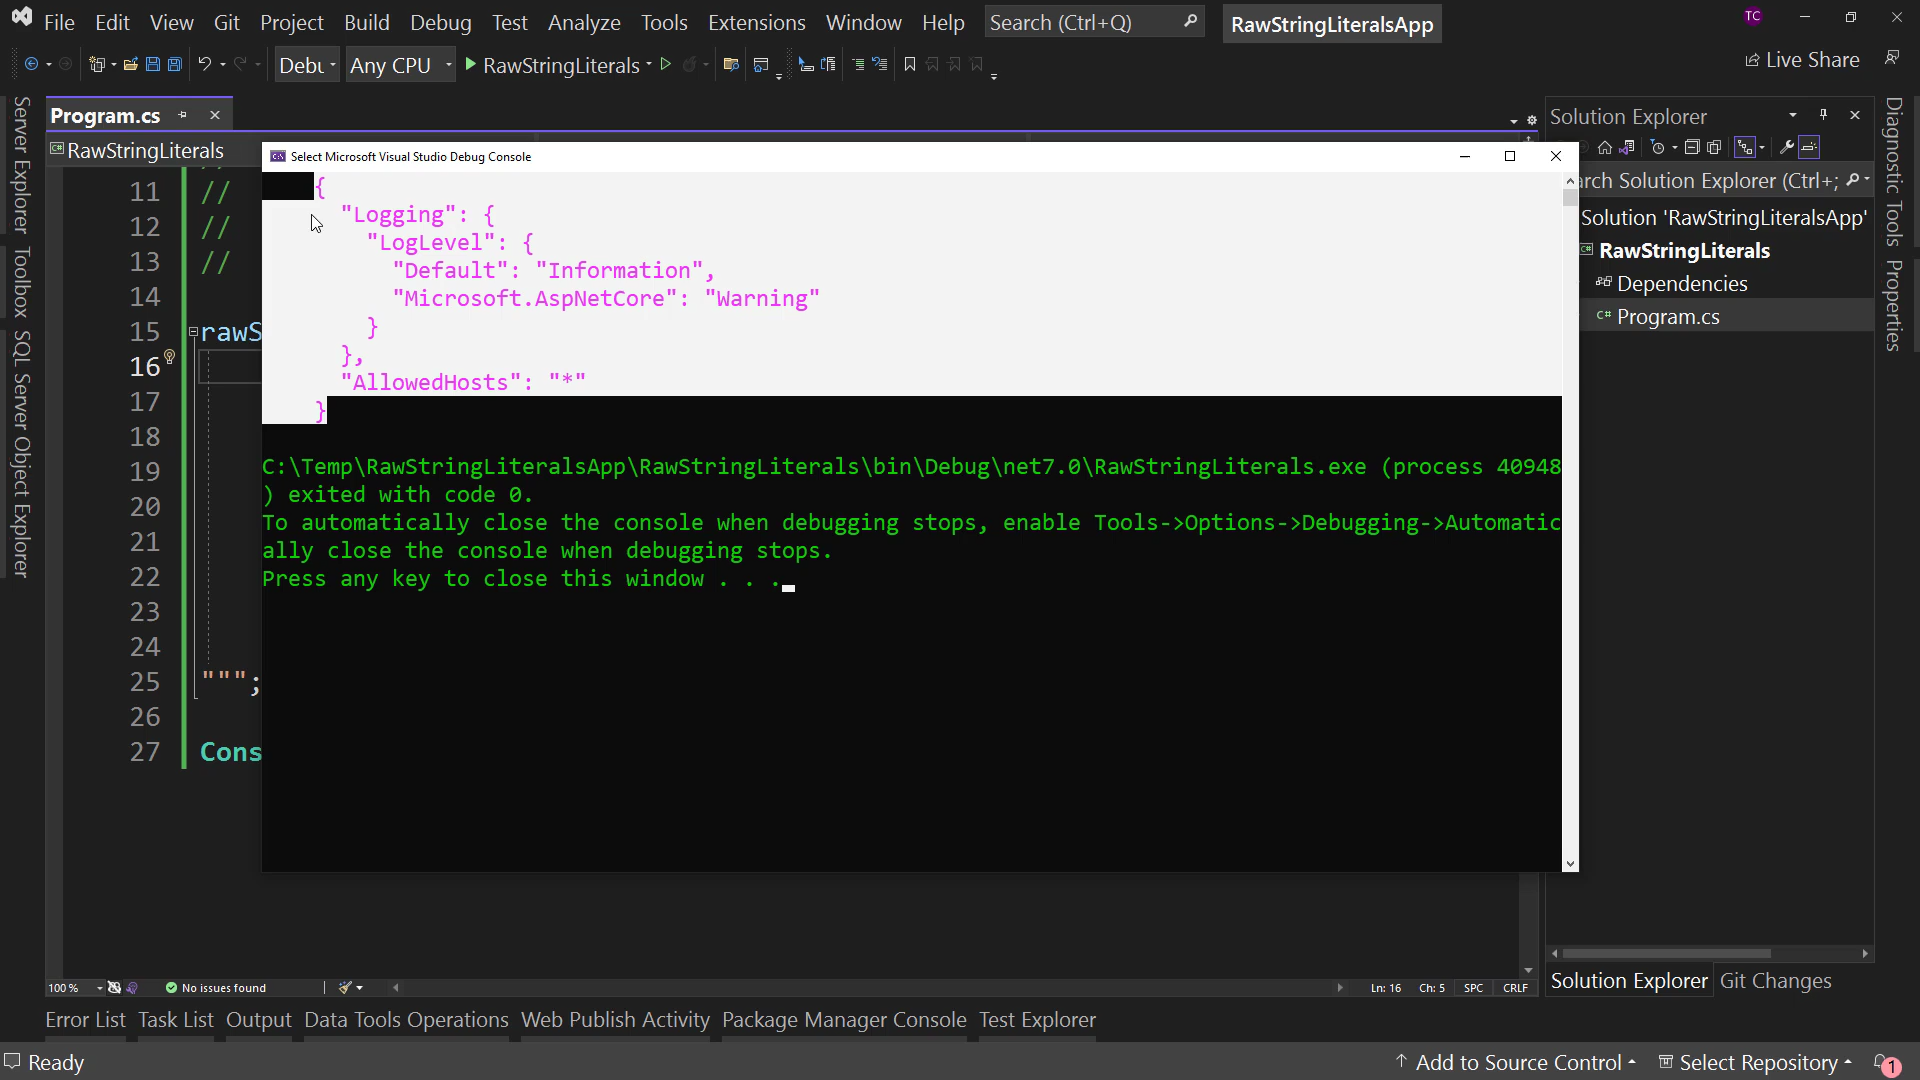 File Edit View Git Project Build Debug Test Analyze Tools Extensions Window Help Search (Ctrl+Q) RawStringLiteralsApp TC
Debu Any CPU RawStringLiterals Live Share
Server Explorer
Toolbox
SQL Server Object Explorer
Program.cs
RawStringLiterals
11 //
12 //
13 //
14
15 rawS
16
17
18
19
20
21
22
23
24
25 """;
26
27 Cons
Select Microsoft Visual Studio Debug Console
{
"Logging": {
"LogLevel": {
"Default": "Information",
"Microsoft.AspNetCore": "Warning"
}
},
"AllowedHosts": "*"
}
C:\Temp\RawStringLiteralsApp\RawStringLiterals\bin\Debug\net7.0\RawStringLiterals.exe (process 40948
) exited with code 0.
To automatically close the console when debugging stops, enable Tools->Options->Debugging->Automatic
ally close the console when debugging stops.
Press any key to close this window . . .
Solution Explorer
rch Solution Explorer (Ctrl+;
Solution 'RawStringLiteralsApp'
RawStringLiterals
Dependencies
C# Program.cs
Solution Explorer Git Changes
Diagnostic Tools
Properties
100 % No issues found Ln: 16 Ch: 5 SPC CRLF
Error List Task List Output Data Tools Operations Web Publish Activity Package Manager Console Test Explorer
Ready Add to Source Control Select Repository 1